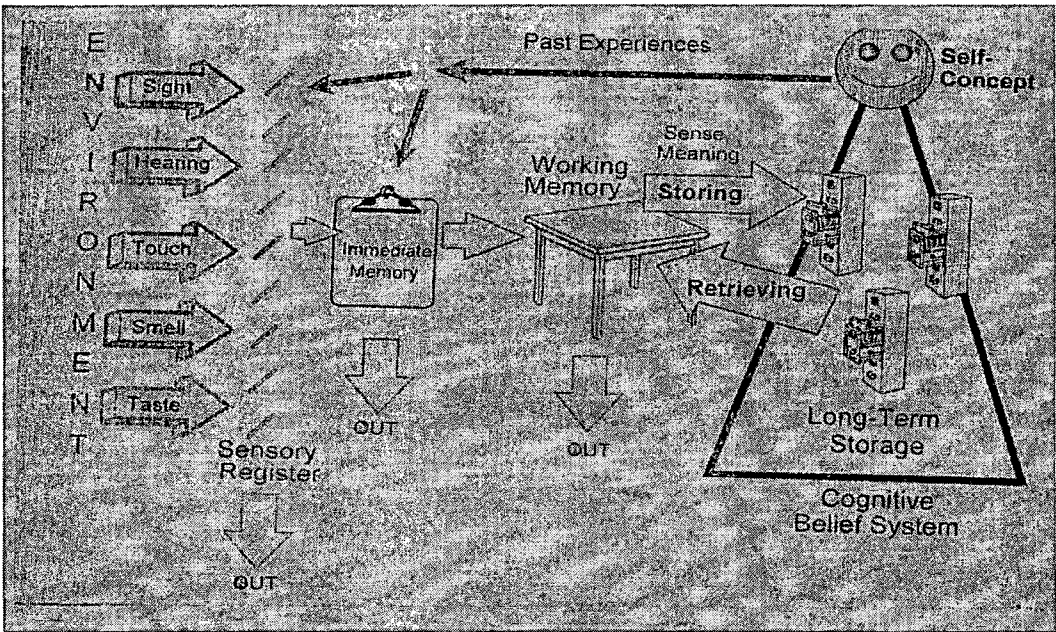 ENVIRONMENT
Sight
Hearing
Touch
Smell
Taste
Sensory
Register
OUT
Past Experiences
Immediate
Memory
OUT
Working
Memory
OUT
Sense
Meaning
Storing
Retrieving
Self-
Concept
Long-Term
Storage
Cognitive
Belief System